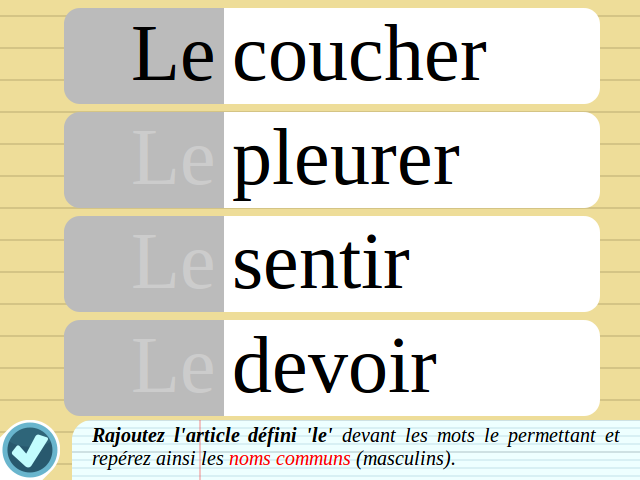 Le coucher
Le pleurer
Le sentir
Le devoir
Rajoutez l'article défini 'le' devant les mots le permettant et
repérez ainsi les noms communs (masculins).